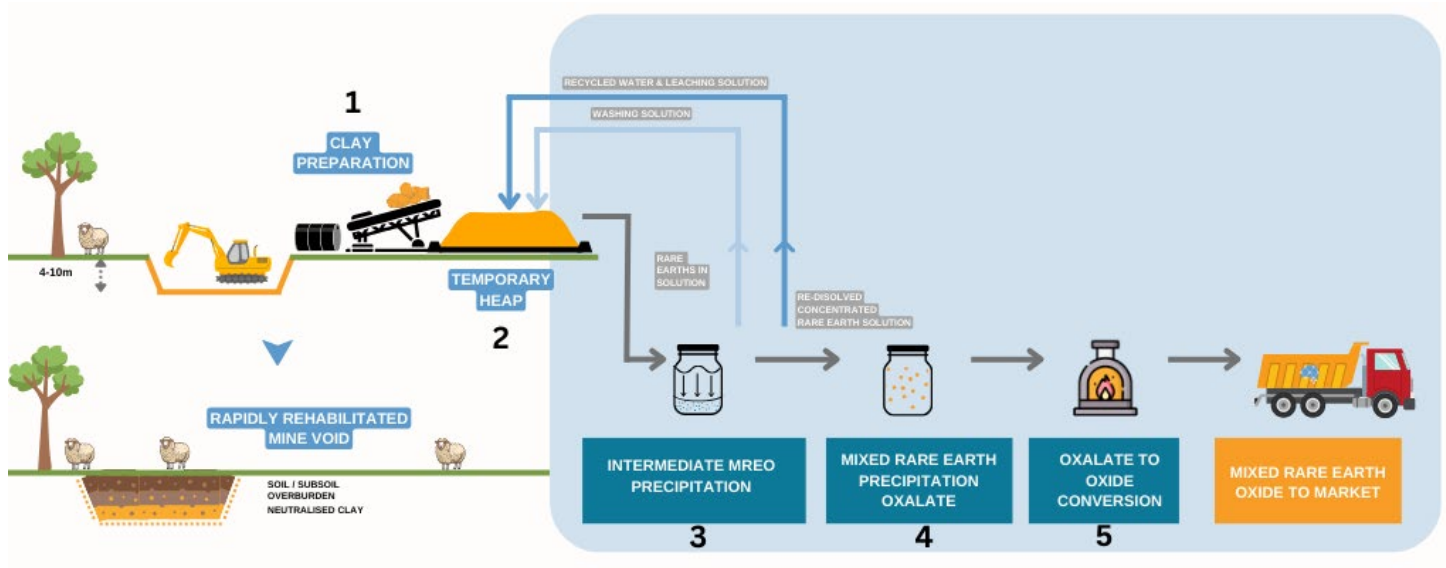 RECYCLED WATER & LEACHING SOLUTION
WASHING SOLUTION
1
CLAY
PREPARATION
4-10m
TEMPORARY
HEAP
2
RARE
EARTHS IN
SOLUTION
RE-DISOLVED
CONCENTRATED
RARE EARTH SOLUTION
RAPIDLY REHABILITATED
MINE VOID
SOIL / SUBSOIL
OVERBURDEN
NEUTRALISED CLAY
INTERMEDIATE MREO
PRECIPITATION
3
MIXED RARE EARTH
PRECIPITATION
OXALATE
4
OXALATE TO
OXIDE
CONVERSION
5
MIXED RARE EARTH
OXIDE TO MARKET